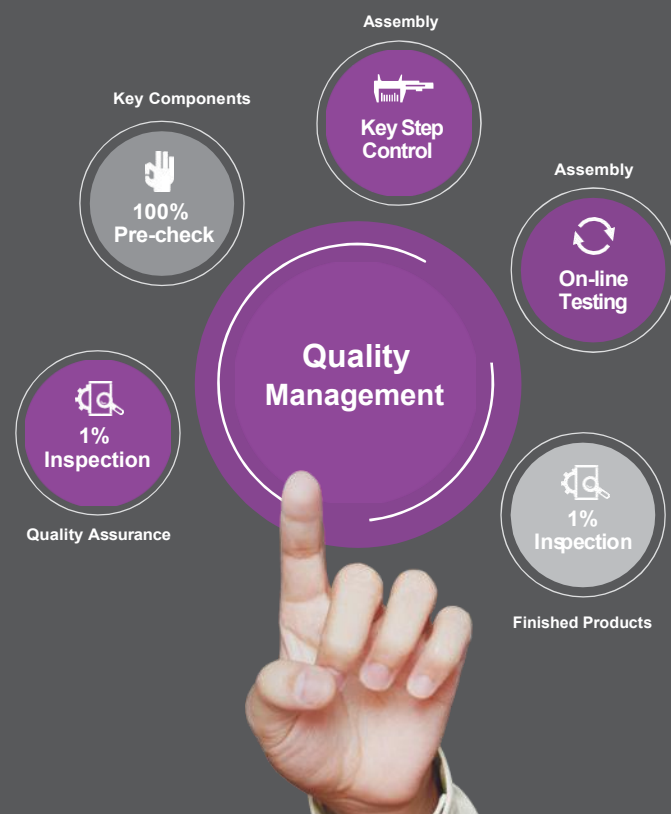 Assembly
Key Step
Control
Key Components
100%
Pre-check
Assembly
On-line
Testing
Quality
Management
1%
Inspection
Quality Assurance
1%
Inspection
Finished Products